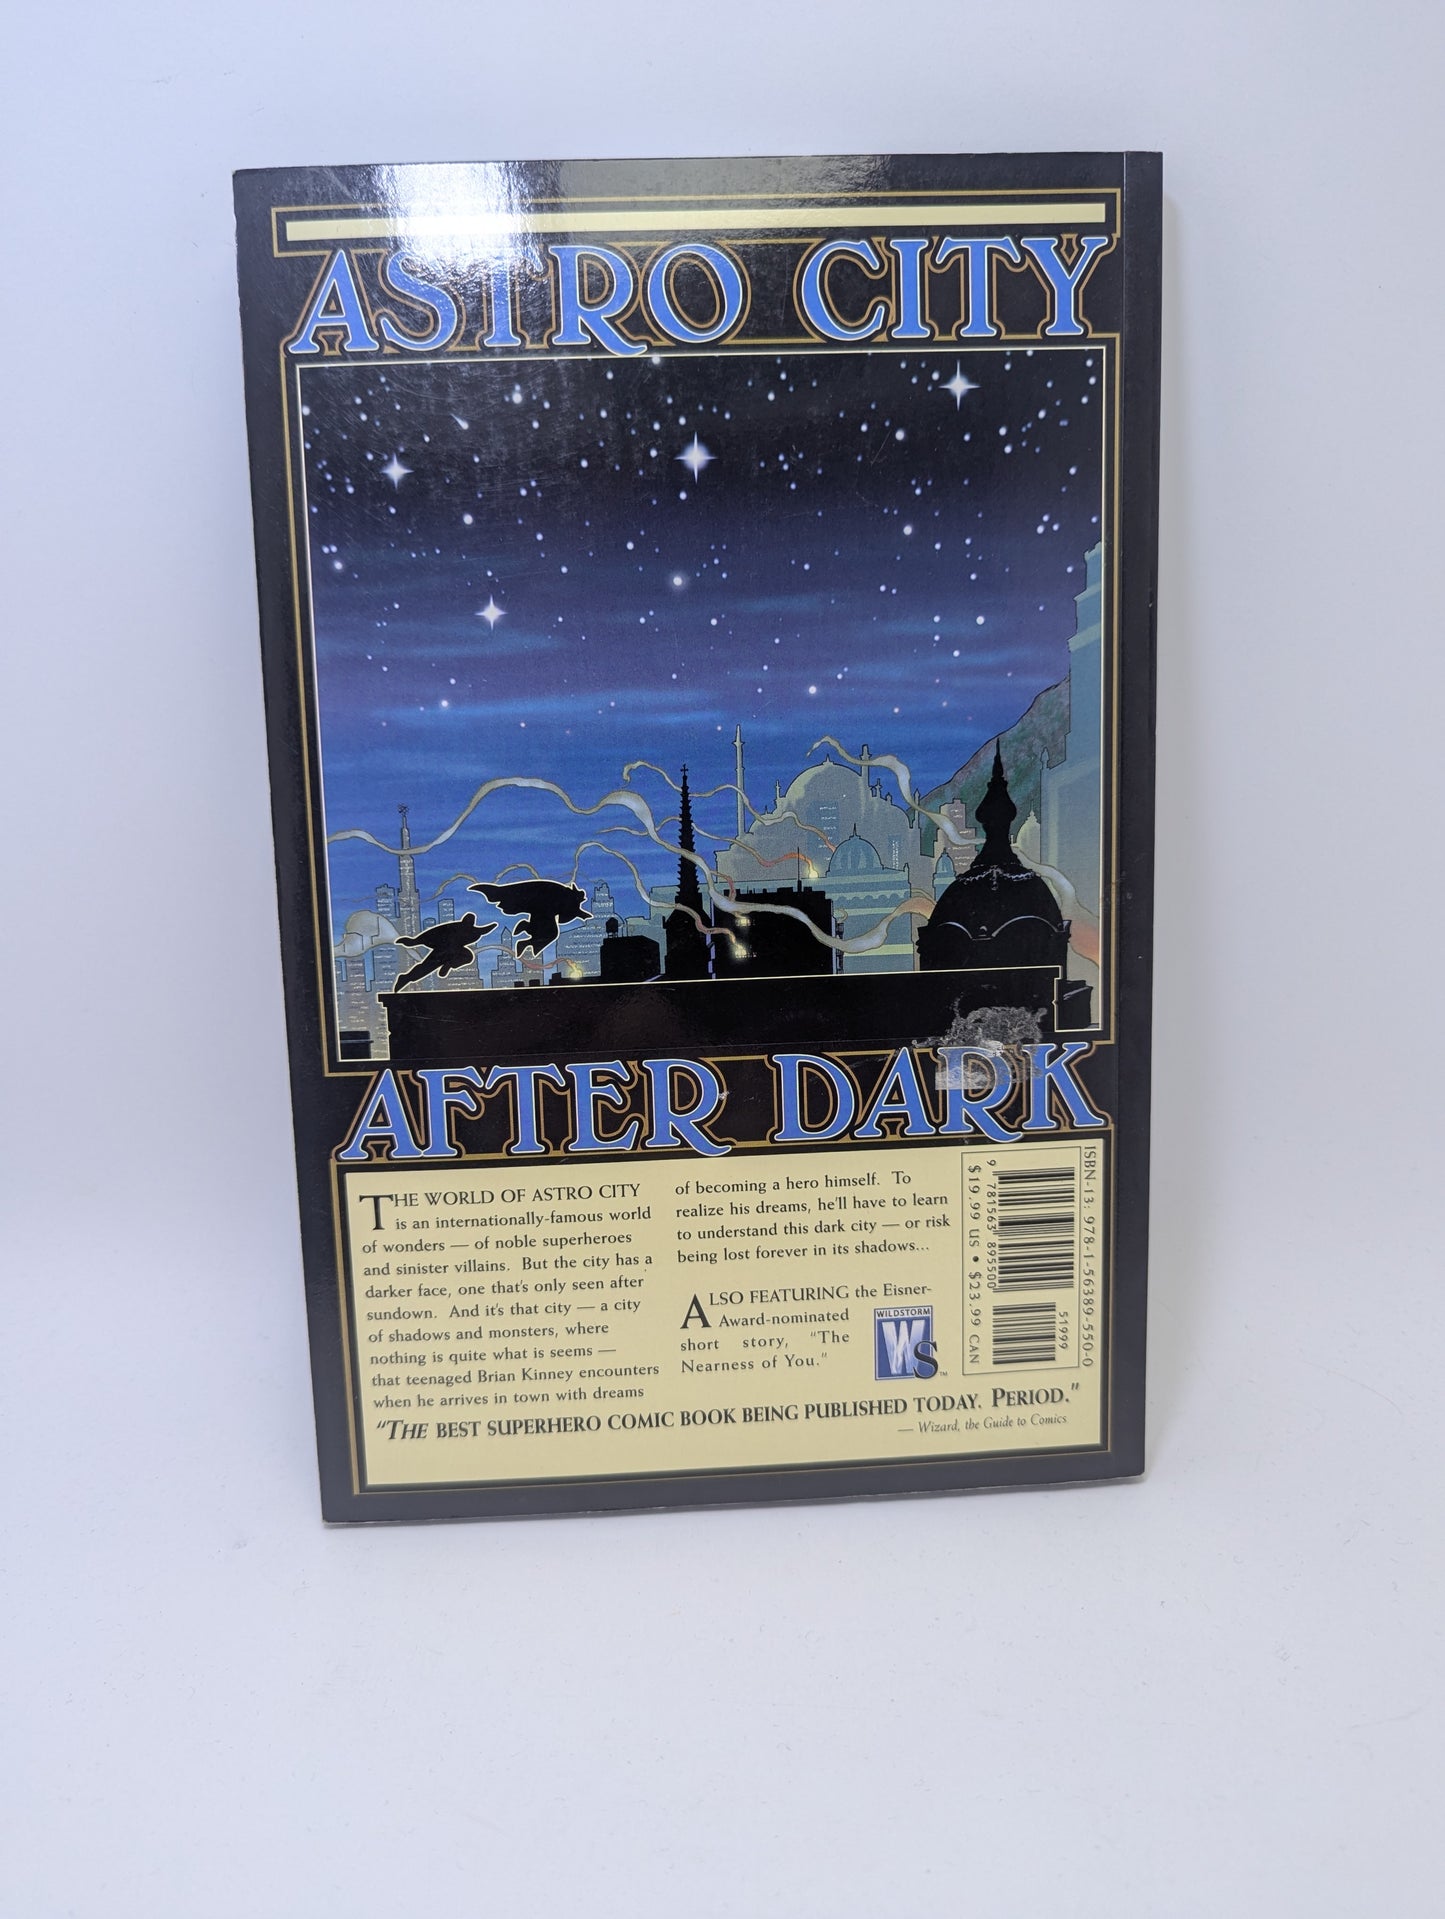 ASTRO CITY
AFTER DARK
THE WORLD OF ASTRO CITY
is an internationally-famous world
of wonders — of noble superheroes
and sinister villains. But the city has a
darker face, one that's only seen after
sundown. And it's that city — a city
of shadows and monsters, where
nothing is quite what is seems —
that teenaged Brian Kinney encounters
when he arrives in town with dreams
of becoming a hero himself. To
realize his dreams, he'll have to learn
to understand this dark city — or risk
being lost forever in its shadows...
ALSO FEATURING the Eisner-
Award-nominated
short story, "The
Nearness of You."
WILDSTORM
WS
TM
ISBN-13: 978-1-56389-550-0
51999
9 781563 895500
$19.99 US • $23.99 CAN
"THE BEST SUPERHERO COMIC BOOK BEING PUBLISHED TODAY. PERIOD."
— Wizard, the Guide to Comics